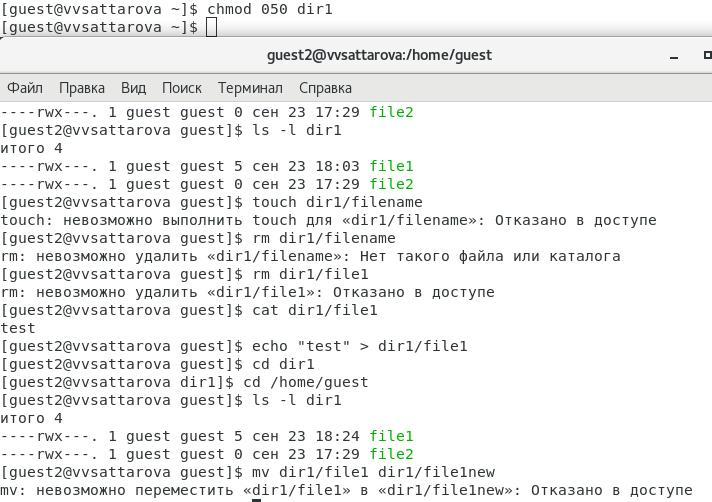 [guest@vvsattarova ~]$ chmod 050 dir1
[guest@vvsattarova ~]$
guest2@vvsattarova:/home/guest
Файл Правка Вид Поиск Терминал Справка
----rwx---. 1 guest guest 0 сен 23 17:29 file2
[guest2@vvsattarova guest]$ ls -l dir1
итого 4
----rwx---. 1 guest guest 5 сен 23 18:03 file1
----rwx---. 1 guest guest 0 сен 23 17:29 file2
[guest2@vvsattarova guest]$ touch dir1/filename
touch: невозможно выполнить touch для «dir1/filename»: Отказано в доступе
[guest2@vvsattarova guest]$ rm dir1/filename
rm: невозможно удалить «dir1/filename»: Нет такого файла или каталога
[guest2@vvsattarova guest]$ rm dir1/file1
rm: невозможно удалить «dir1/file1»: Отказано в доступе
[guest2@vvsattarova guest]$ cat dir1/file1
test
[guest2@vvsattarova guest]$ echo "test" > dir1/file1
[guest2@vvsattarova guest]$ cd dir1
[guest2@vvsattarova dir1]$ cd /home/guest
[guest2@vvsattarova guest]$ ls -l dir1
итого 4
----rwx---. 1 guest guest 5 сен 23 18:24 file1
----rwx---. 1 guest guest 0 сен 23 17:29 file2
[guest2@vvsattarova guest]$ mv dir1/file1 dir1/file1new
mv: невозможно переместить «dir1/file1» в «dir1/file1new»: Отказано в доступе